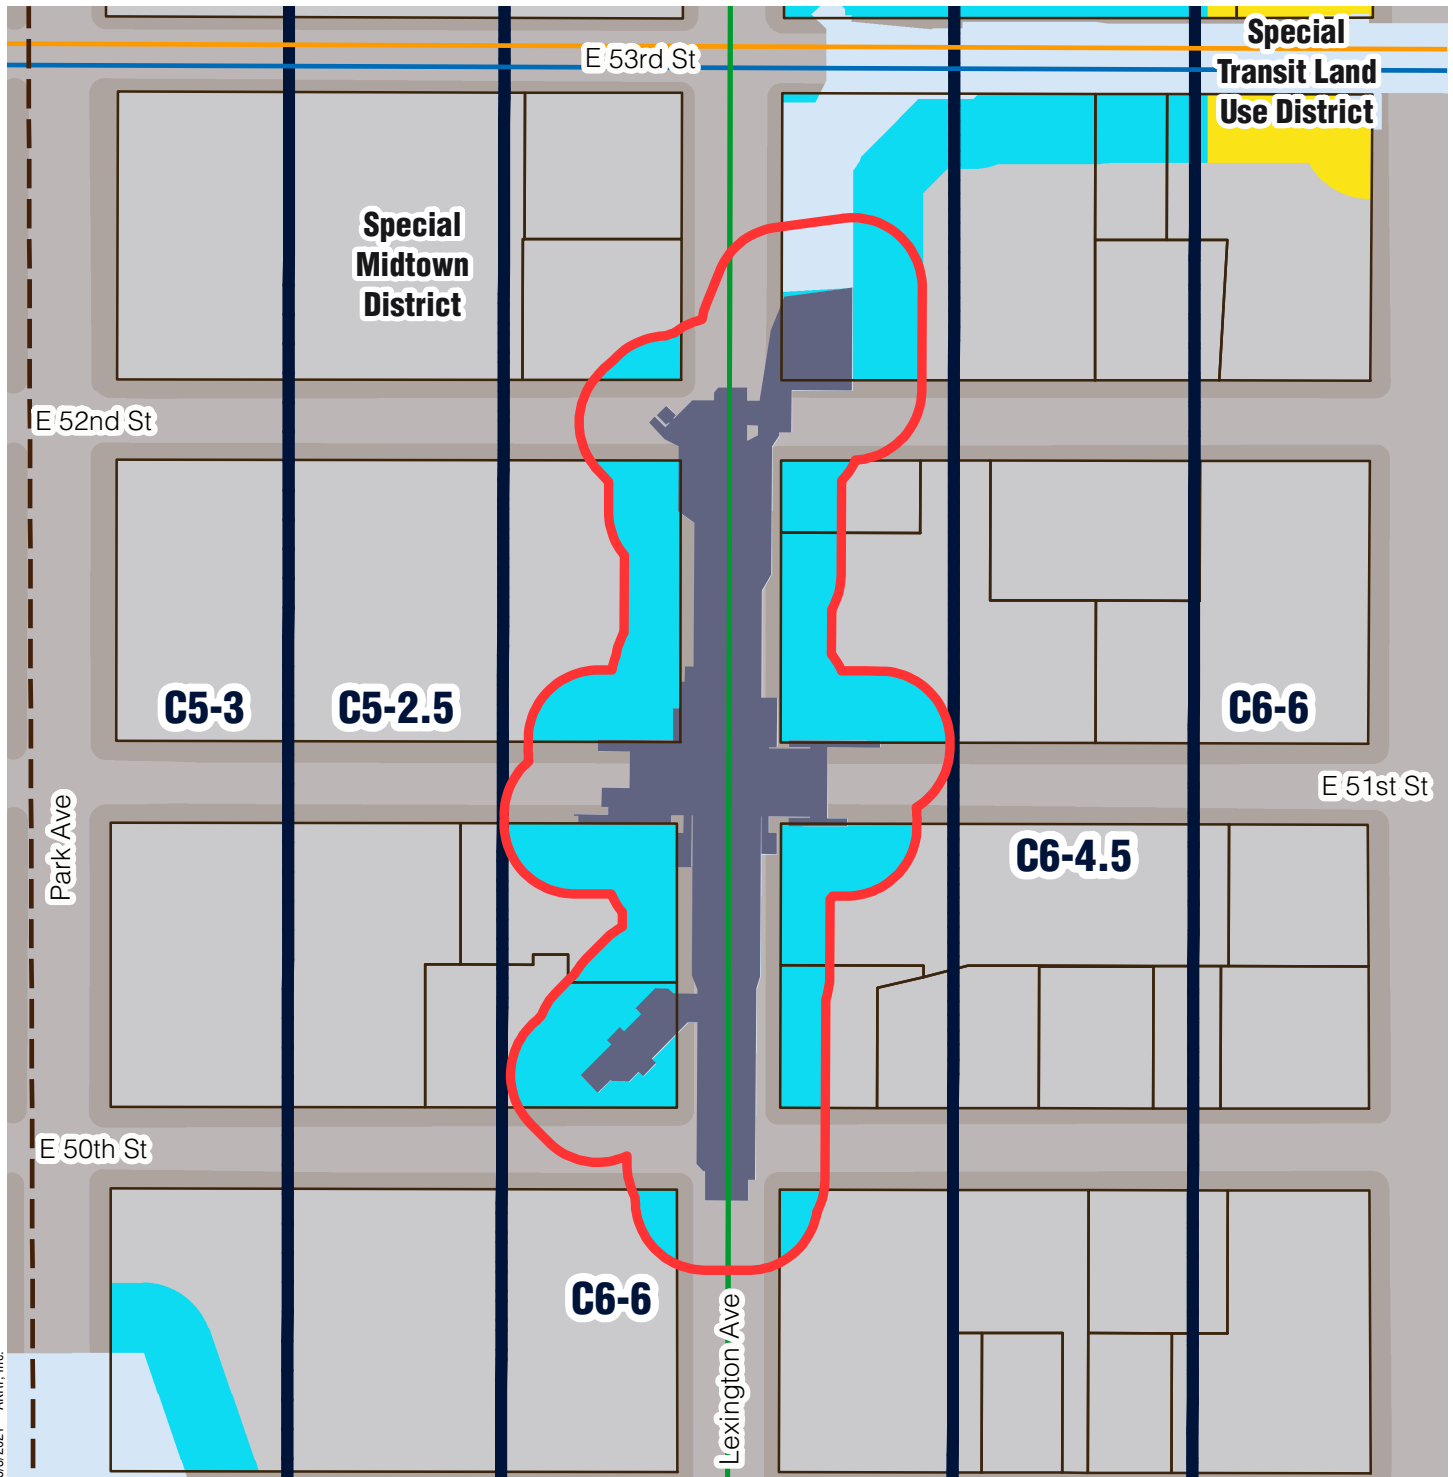 Special
Transit Land
Use District
E 53rd St
Special
Midtown
District
E 52nd St
C5-3
C5-2.5
C6-6
E 51st St
Park Ave
C6-4.5
E 50th St
C6-6
Lexington Ave